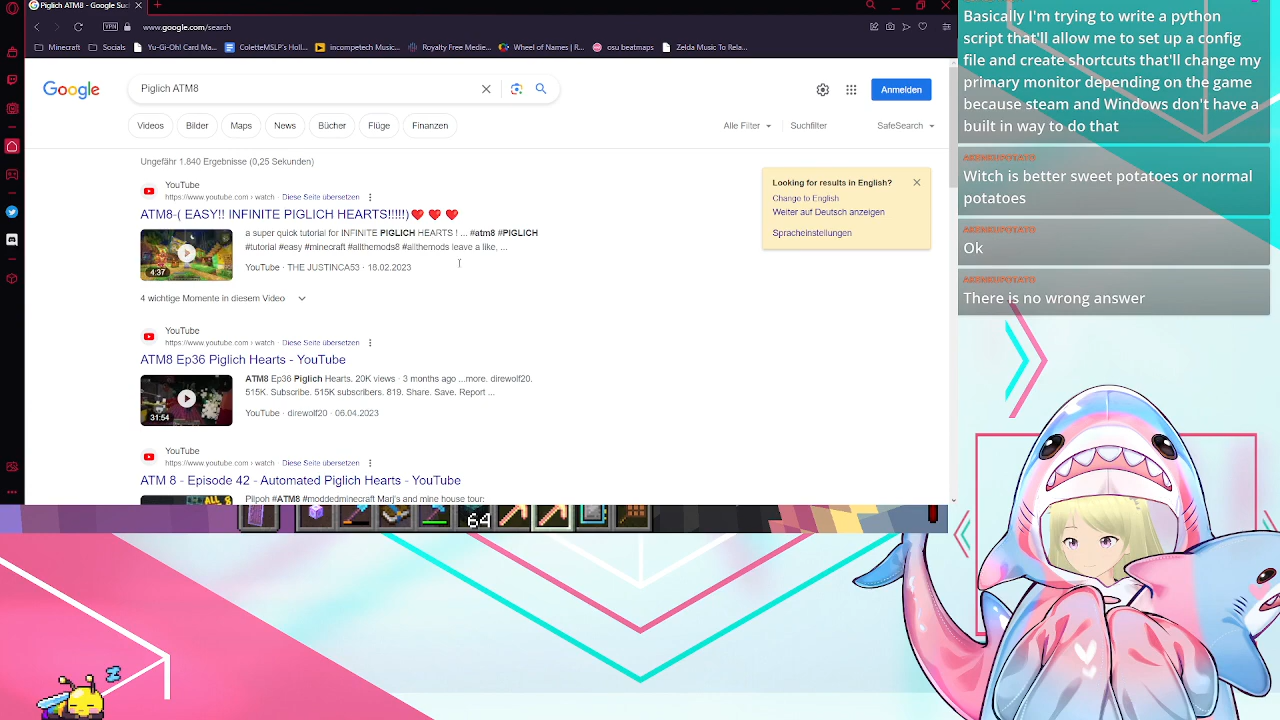 Piglich ATM8 - Google Suc
VPN
www.google.com/search
Minecraft
Socials
Yu-Gi-Oh! Card Ma...
ColetteMSLP's Holl...
incompetech Music...
Royalty Free Medie...
Wheel of Names | R...
osu beatmaps
Zelda Music To Rela...
Google
Piglich ATM8
Anmelden
Videos
Bilder
Maps
News
Bücher
Flüge
Finanzen
Alle Filter
Suchfilter
SafeSearch
Ungefähr 1.840 Ergebnisse (0,25 Sekunden)
YouTube
https://www.youtube.com › watch
Diese Seite übersetzen
ATM8-( EASY!! INFINITE PIGLICH HEARTS!!!!!)❤️ ❤️ ❤️
a super quick tutorial for INFINITE PIGLICH HEARTS ! ... #atm8 #PIGLICH
#tutorial #easy #minecraft #allthemods8 #allthemods leave a like, ...
4:37
YouTube · THE JUSTINCA53 · 18.02.2023
4 wichtige Momente in diesem Video
YouTube
https://www.youtube.com › watch
Diese Seite übersetzen
ATM8 Ep36 Piglich Hearts - YouTube
ATM8 Ep36 Piglich Hearts. 20K views · 3 months ago ...more. direwolf20.
515K. Subscribe. 515K subscribers. 819. Share. Save. Report ...
31:54
YouTube · direwolf20 · 06.04.2023
YouTube
https://www.youtube.com › watch
Diese Seite übersetzen
ATM 8 - Episode 42 - Automated Piglich Hearts - YouTube
Pilpoh #ATM8 #moddedminecraft Marj's and mine house tour:
Looking for results in English?
Change to English
Weiter auf Deutsch anzeigen
Spracheinstellungen
64
Basically I'm trying to write a python
script that'll allow me to set up a config
file and create shortcuts that'll change my
primary monitor depending on the game
because steam and Windows don't have a
built in way to do that
Witch is better sweet potatoes or normal
potatoes
Ok
There is no wrong answer